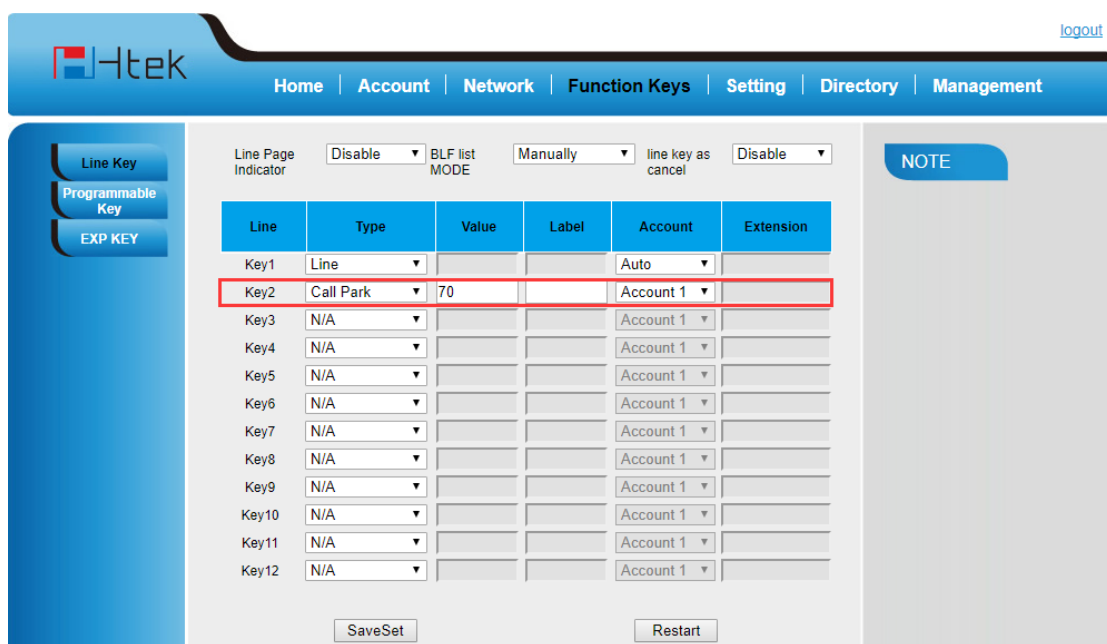 logout
Htek
Home Account Network Function Keys Setting Directory Management
Line Key
Programmable Key
EXP KEY
Line Page Indicator Disable BLF list MODE Manually line key as cancel Disable
NOTE
Line Type Value Label Account Extension
Key1 Line Auto
Key2 Call Park 70 Account 1
Key3 N/A Account 1
Key4 N/A Account 1
Key5 N/A Account 1
Key6 N/A Account 1
Key7 N/A Account 1
Key8 N/A Account 1
Key9 N/A Account 1
Key10 N/A Account 1
Key11 N/A Account 1
Key12 N/A Account 1
SaveSet Restart